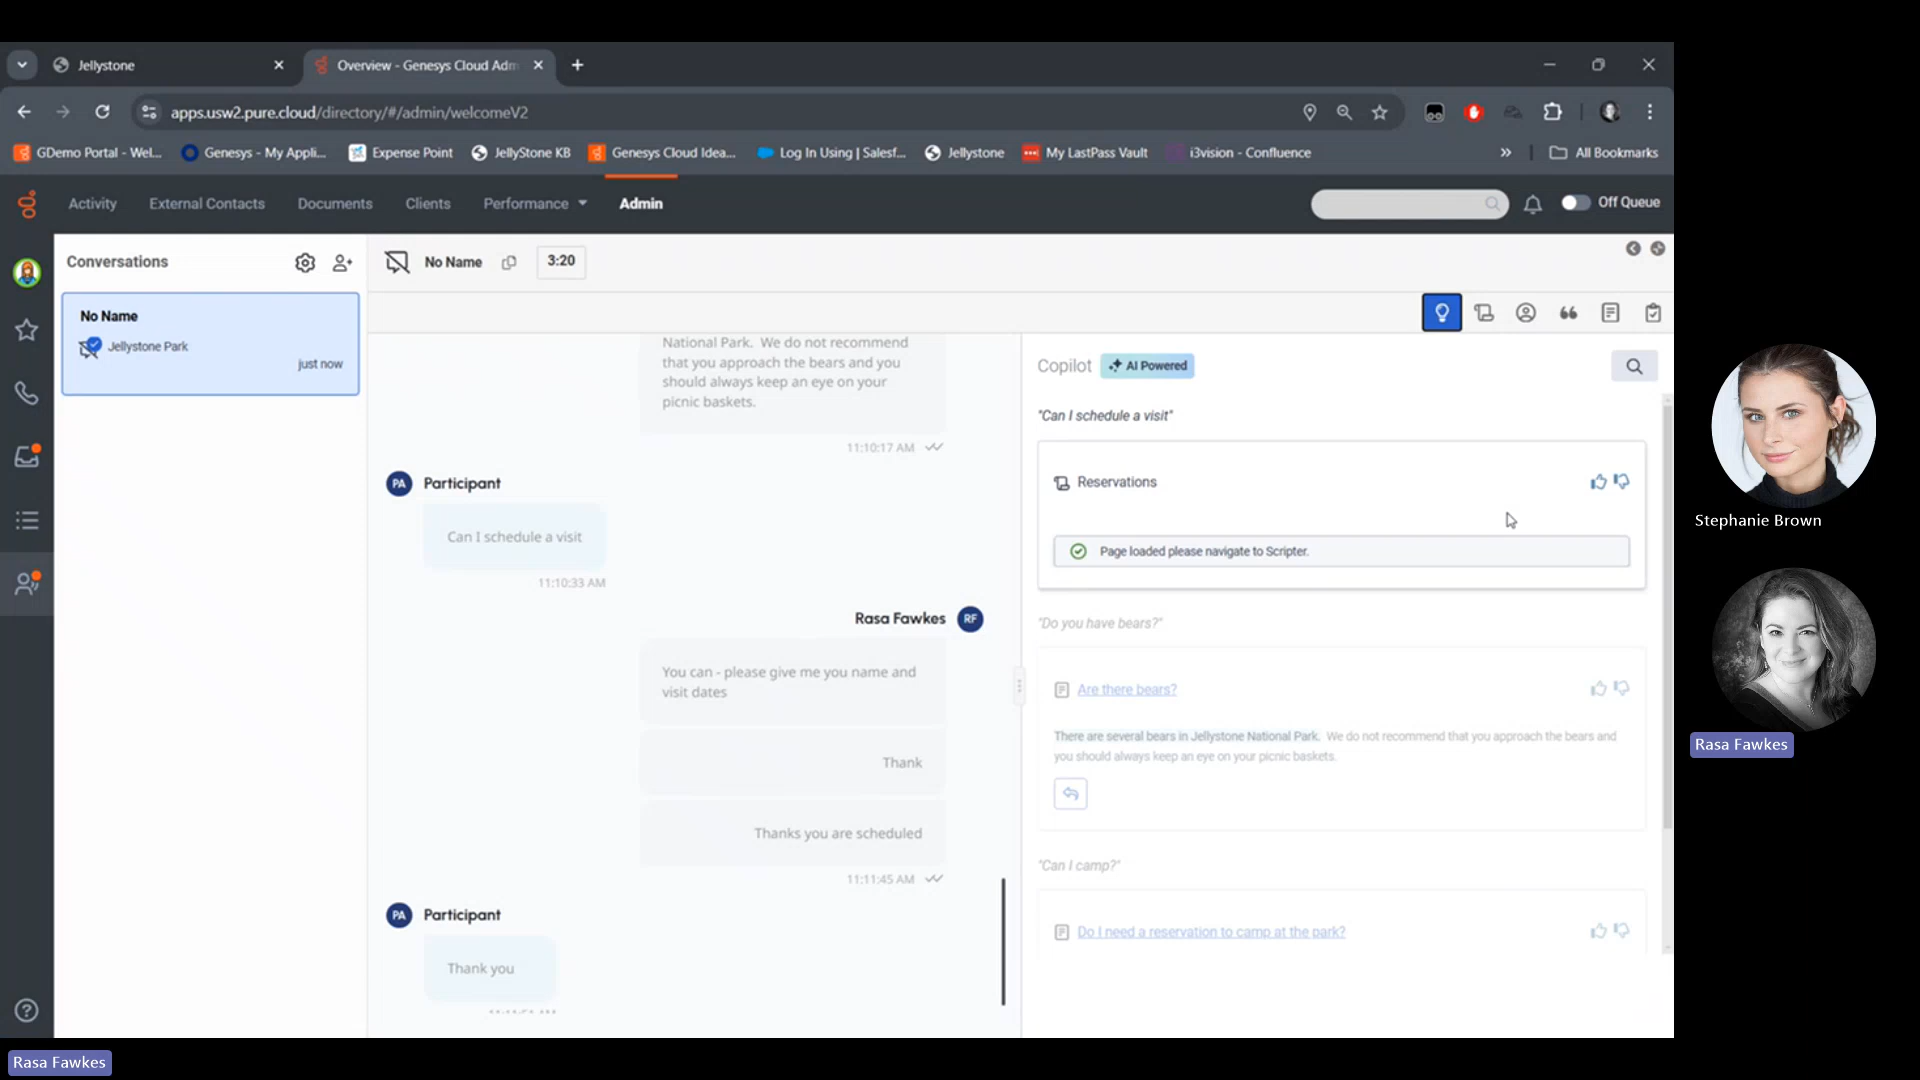 Jellystone
Overview - Genesys Cloud Adm
apps.usw2.pure.cloud/directory/#/admin/welcomeV2
GDemo Portal - Wel...
Genesys - My Appli...
Expense Point
JellyStone KB
Genesys Cloud Idea...
Log In Using | Salesf...
Jellystone
My LastPass Vault
i3vision - Confluence
All Bookmarks
Activity
External Contacts
Documents
Clients
Performance
Admin
Off Queue
Conversations
No Name
3:20
No Name
Jellystone Park
just now
National Park. We do not recommend
that you approach the bears and you
should always keep an eye on your
picnic baskets.
11:10:17 AM
PA
Participant
Can I schedule a visit
11:10:33 AM
Rasa Fawkes
RF
You can - please give me you name and
visit dates
Thank
Thanks you are scheduled
11:11:45 AM
PA
Participant
Thank you
Copilot
AI Powered
"Can I schedule a visit"
Reservations
Page loaded please navigate to Scripter.
"Do you have bears?"
Are there bears?
There are several bears in Jellystone National Park. We do not recommend that you approach the bears and
you should always keep an eye on your picnic baskets.
"Can I camp?"
Do I need a reservation to camp at the park?
Stephanie Brown
Rasa Fawkes
Rasa Fawkes